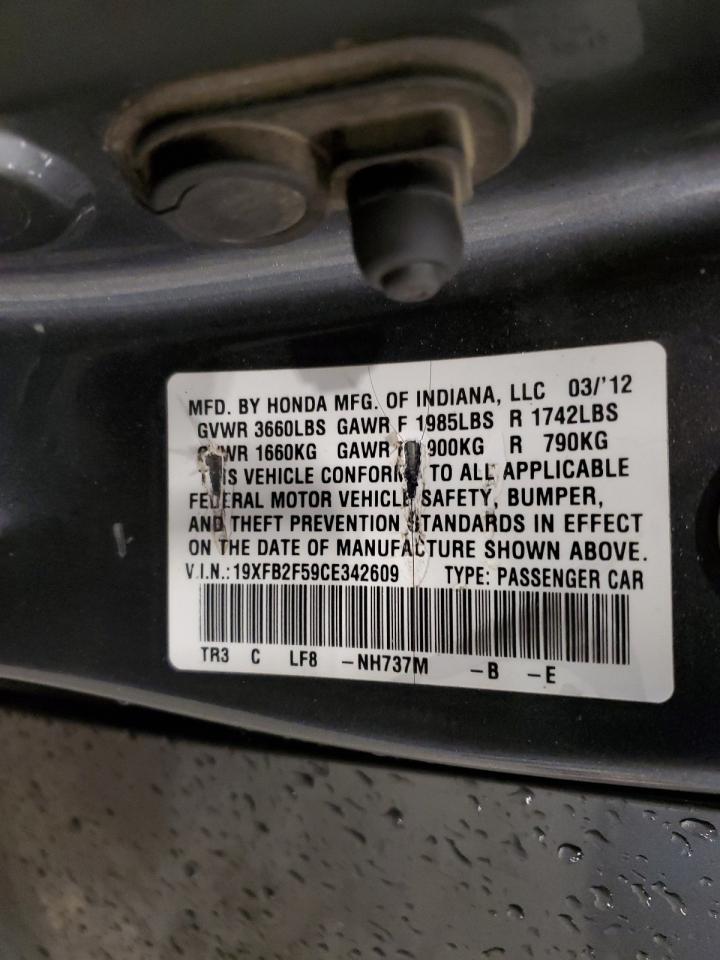 MFD. BY HONDA MFG. OF INDIANA, LLC 03/'12
GVWR 3660LBS GAWR F 1985LBS R 1742LBS
1660KG GAWR 900KG R 790KG
VEHICLE TO ALL APPLICABLE
MOTOR VEHICLE SAFETY, BUMPER,
AND THEFT PREVENTION STANDARDS IN EFFECT
ON THE DATE OF MANUFACTURE SHOWN ABOVE.
V.I.N.: 19XFB2F59CE342609 TYPE: PASSENGER CAR
TR3 C LF8 -NH737M -B -E